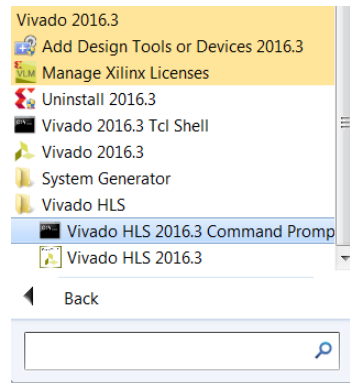 Vivado 2016.3
Add Design Tools or Devices 2016.3
VLM Manage Xilinx Licenses
Uninstall 2016.3
Vivado 2016.3 Tcl Shell
Vivado 2016.3
System Generator
Vivado HLS
Vivado HLS 2016.3 Command Promp
Vivado HLS 2016.3
Back